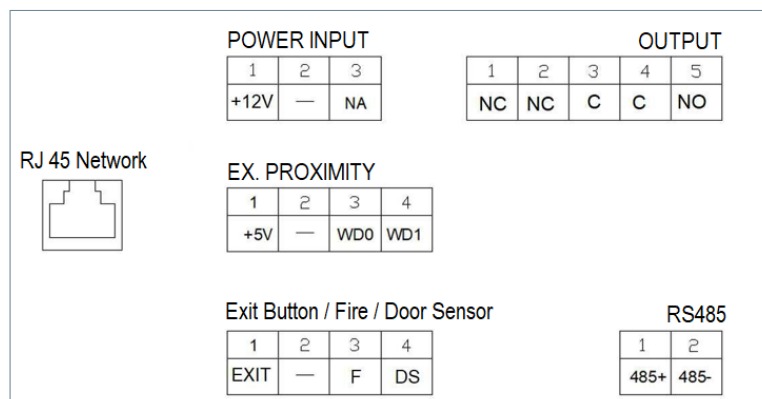 POWER INPUT
1 2 3
+12V — NA
OUTPUT
1 2 3 4 5
NC NC C C NO
RJ 45 Network
EX. PROXIMITY
1 2 3 4
+5V — WD0 WD1
Exit Button / Fire / Door Sensor
1 2 3 4
EXIT — F DS
RS485
1 2
485+ 485-